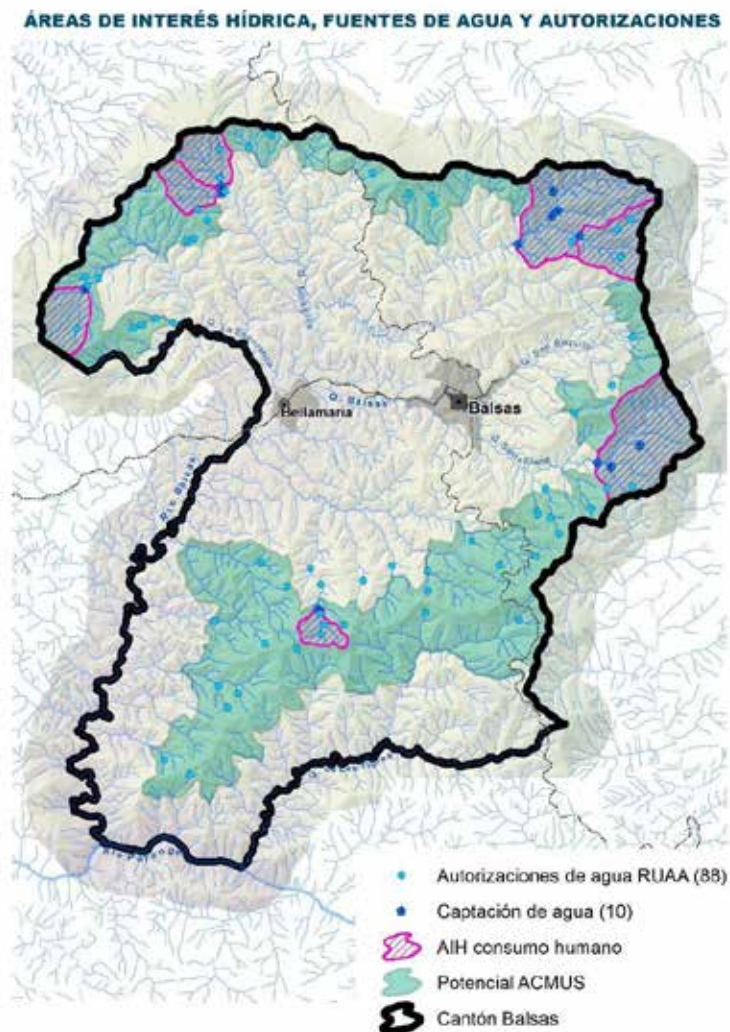 ÁREAS DE INTERÉS HÍDRICA, FUENTES DE AGUA Y AUTORIZACIONES
Q. Balsas
Bellamaria
Balsas
Río Balsas
Autorizaciones de agua RUAA (88)
Captación de agua (10)
AIH consumo humano
Potencial ACMUS
Cantón Balsas